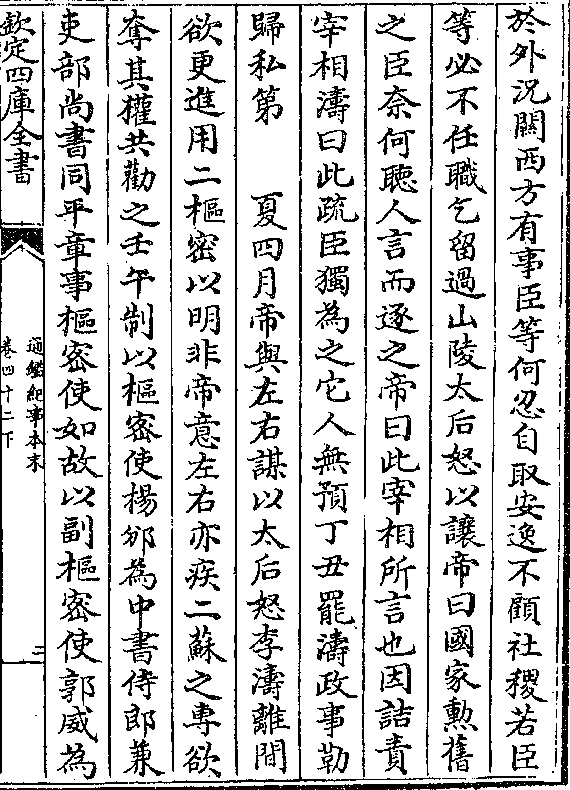 於外況關西方有事臣等何忍自取安逸不顧社稷若臣
等必不任職乞留過山陵太后怒以讓帝曰國家勲舊
之臣奈何聽人言而逐之帝曰此宰相所言也因詰責
宰相濤曰此疏臣獨為之它人無預丁丑罷濤政事勒
歸私第　　夏四月帝與左右謀以太后怒李濤離間
欲更進用二樞密以明非帝意左右亦疾二蘇之専欲
奪其權共勸之壬午制以樞密使楊邠為中書侍郎兼
吏部尚書同平章事樞密使如故以副樞密使郭威為
欽定四庫全書
通鑑紀事本末
卷四十二下
二